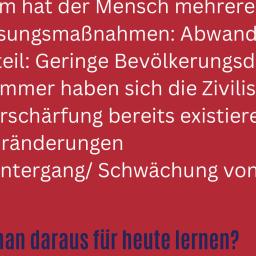 m hat der Mensch mehrere
sungsmaßnahmen: Abwand
teil: Geringe Bevölkerungsd
mmer haben sich die Zivilis
rschärfung bereits existiere
ränderungen
ntergang/ Schwächung von
man daraus für heute lernen?